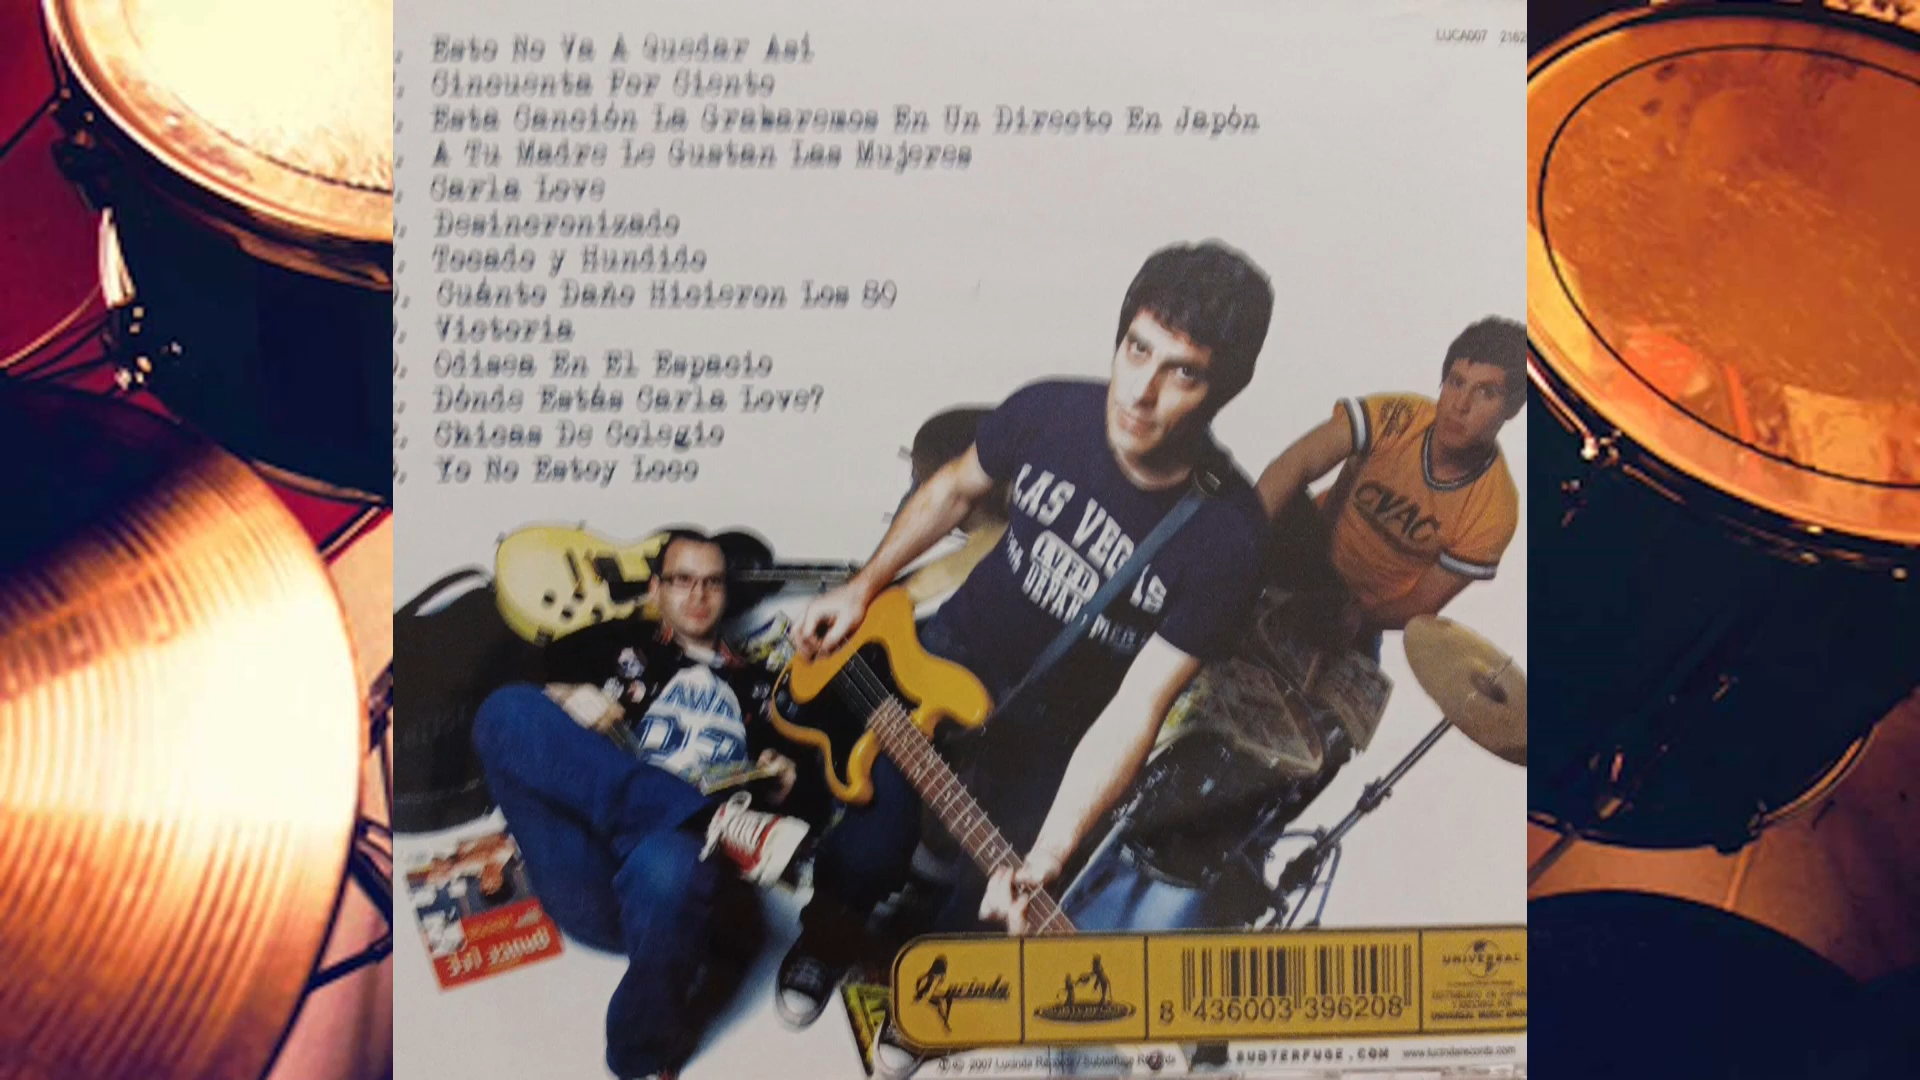 LUCA007
Esto No Va A Quedar Así
Cincuenta Por Ciento
Esta Canción La Grabaremos En Un Directo En Japón
A Tu Madre Le Gustan Las Mujeres
Carla Love
Desincronizado
Tocado y Hundido
Cuánto Daño Hicieron Los 80
Victoria
Odisea En El Espacio
Dónde Estás Carla Love?
Chicas De Colegio
Yo No Estoy Loco
CVAC
LAS VEGAS
Lucinda
8 436003 396208
UNIVERSAL
© 2007 Lucinda Records / Subterfuge Records
SUBTERFUGE.COM
www.lucindarecords.com